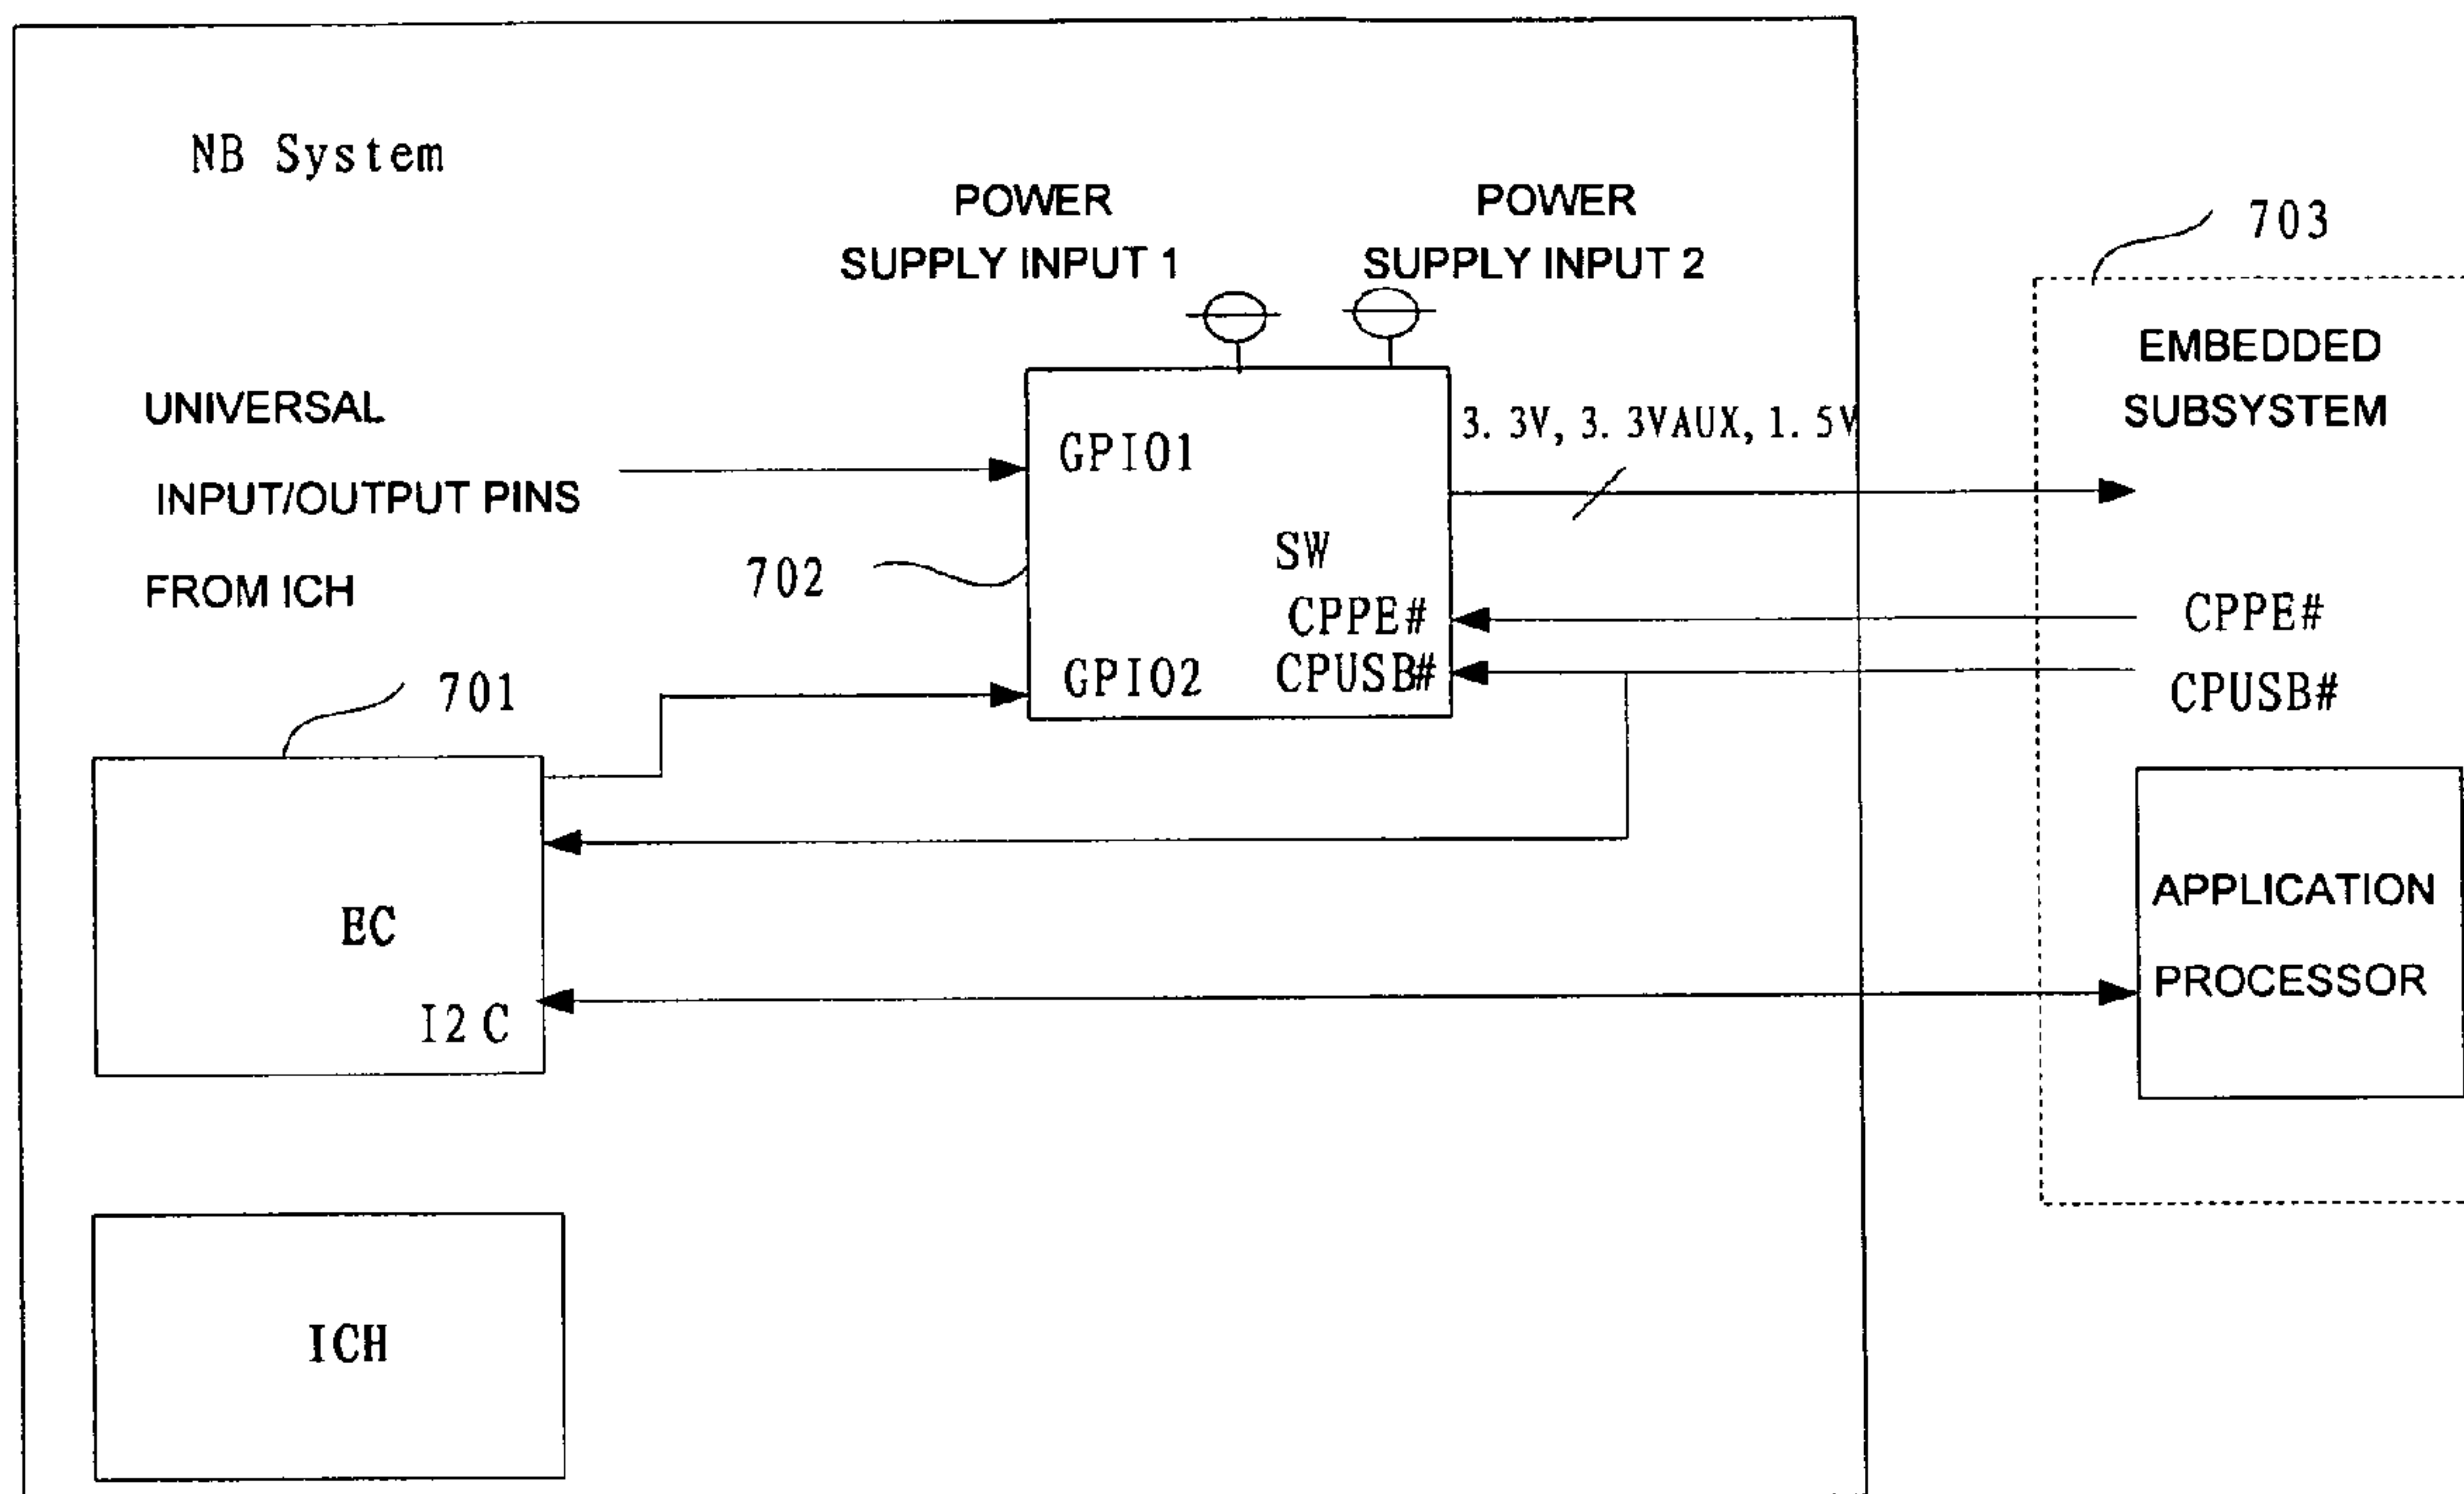 NB System
POWER
SUPPLY INPUT 1
POWER
SUPPLY INPUT 2
703
EMBEDDED
SUBSYSTEM
UNIVERSAL
INPUT/OUTPUT PINS
FROM ICH
GPIO1
3.3V, 3.3VAUX, 1.5V
702
SW
CPPE#
CPUSB#
GPIO2
CPPE#
CPUSB#
701
EC
I2C
APPLICATION
PROCESSOR
ICH